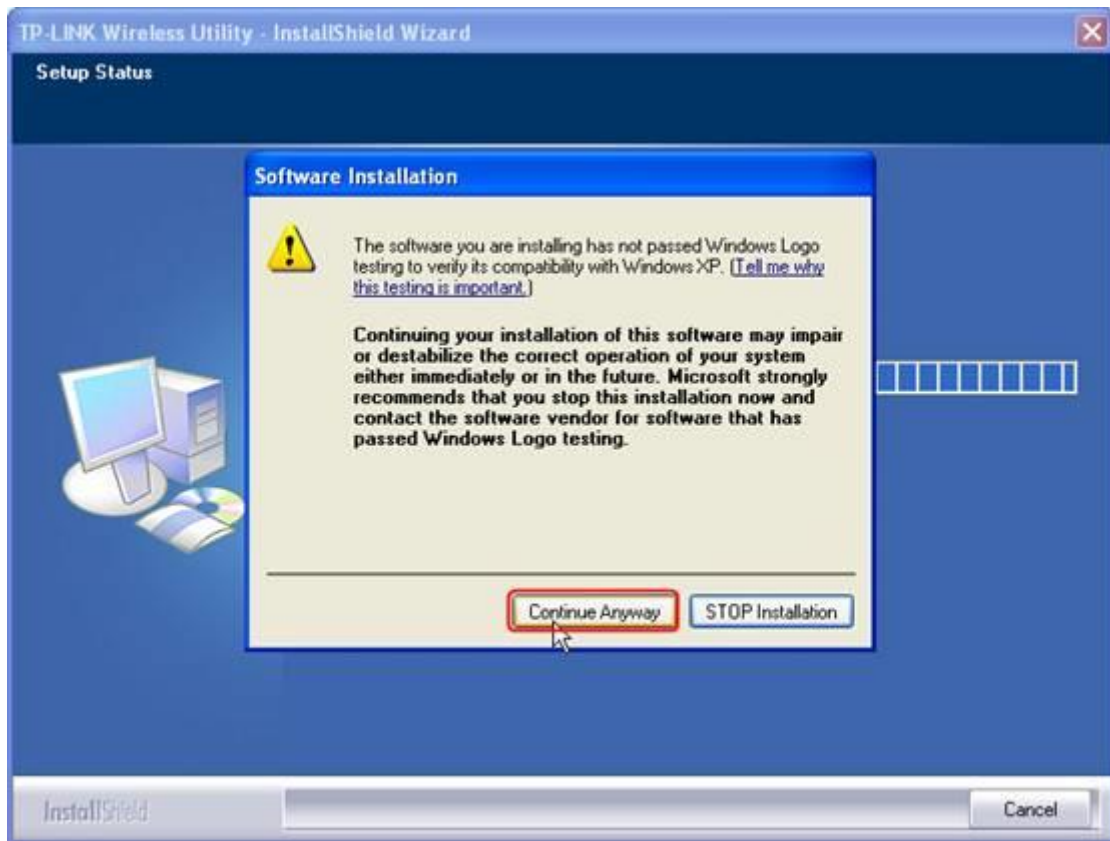 TP-LINK Wireless Utility - InstallShield Wizard
Setup Status
Software Installation
The software you are installing has not passed Windows Logo
testing to verify its compatibility with Windows XP. (Tell me why
this testing is important.)
Continuing your installation of this software may impair
or destabilize the correct operation of your system
either immediately or in the future. Microsoft strongly
recommends that you stop this installation now and
contact the software vendor for software that has
passed Windows Logo testing.
Continue Anyway
STOP Installation
InstallShield
Cancel